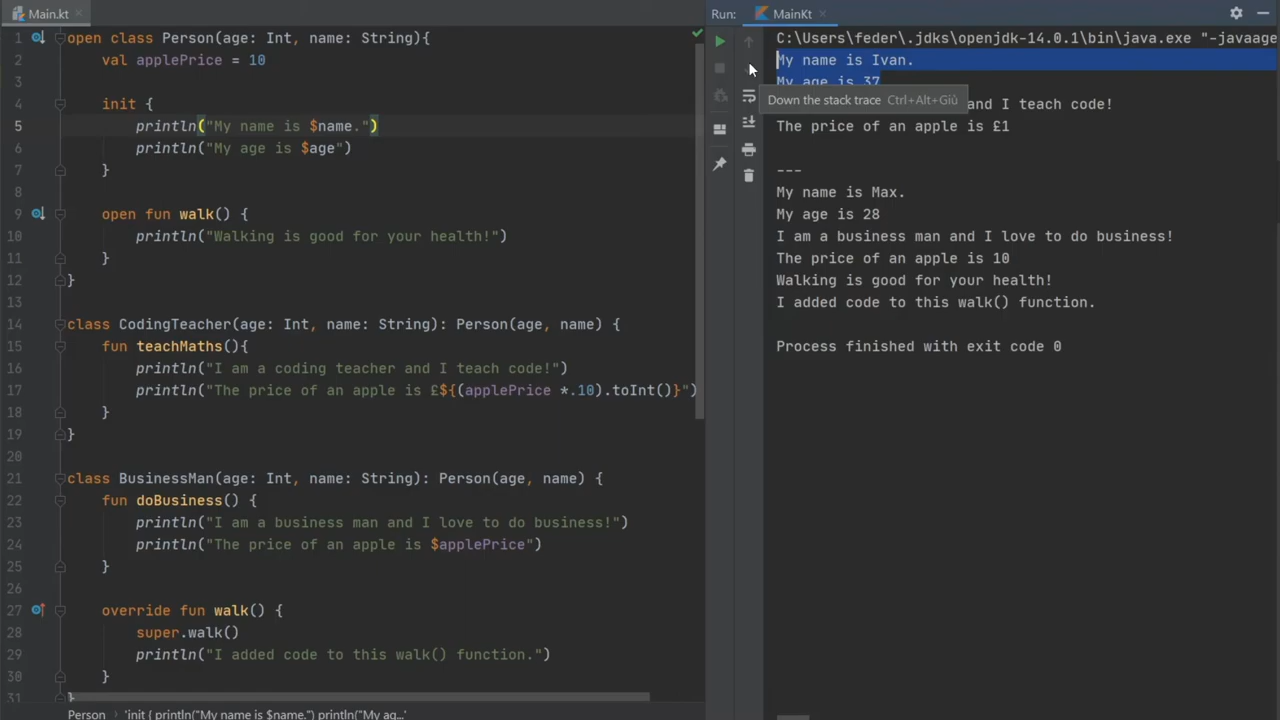 Main.kt
1 open class Person(age: Int, name: String){
2 val applePrice = 10
3
4 init {
5 println("My name is $name.")
6 println("My age is $age")
7 }
8
9 open fun walk() {
10 println("Walking is good for your health!")
11 }
12 }
13
14 class CodingTeacher(age: Int, name: String): Person(age, name) {
15 fun teachMaths(){
16 println("I am a coding teacher and I teach code!")
17 println("The price of an apple is £${(applePrice *.10).toInt()}")
18 }
19 }
20
21 class BusinessMan(age: Int, name: String): Person(age, name) {
22 fun doBusiness() {
23 println("I am a business man and I love to do business!")
24 println("The price of an apple is $applePrice")
25 }
26
27 override fun walk() {
28 super.walk()
29 println("I added code to this walk() function.")
30 }
31 }
Person 'init { println("My name is $name.") println("My ag...'
Run: MainKt
C:\Users\feder\.jdks\openjdk-14.0.1\bin\java.exe "-javaage
My name is Ivan.
My age is 37
Down the stack trace Ctrl+Alt+Giù
and I teach code!
The price of an apple is £1
---
My name is Max.
My age is 28
I am a business man and I love to do business!
The price of an apple is 10
Walking is good for your health!
I added code to this walk() function.
Process finished with exit code 0